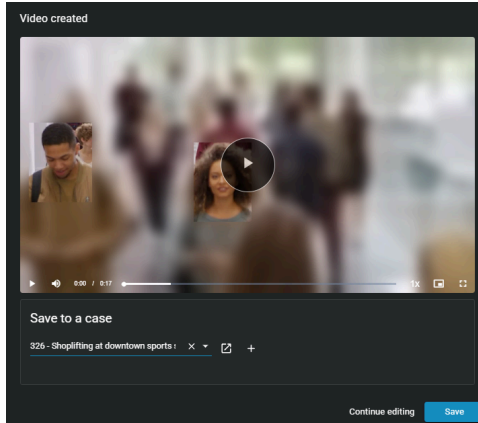 Video created
0:00 / 0:17
1x
Save to a case
326 - Shoplifting at downtown sports
Continue editing
Save